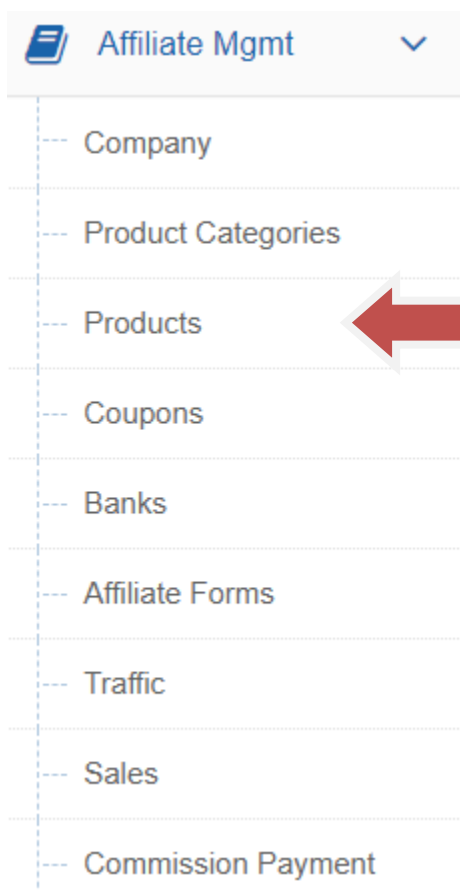 Affiliate Mgmt
Company
Product Categories
Products
Coupons
Banks
Affiliate Forms
Traffic
Sales
Commission Payment